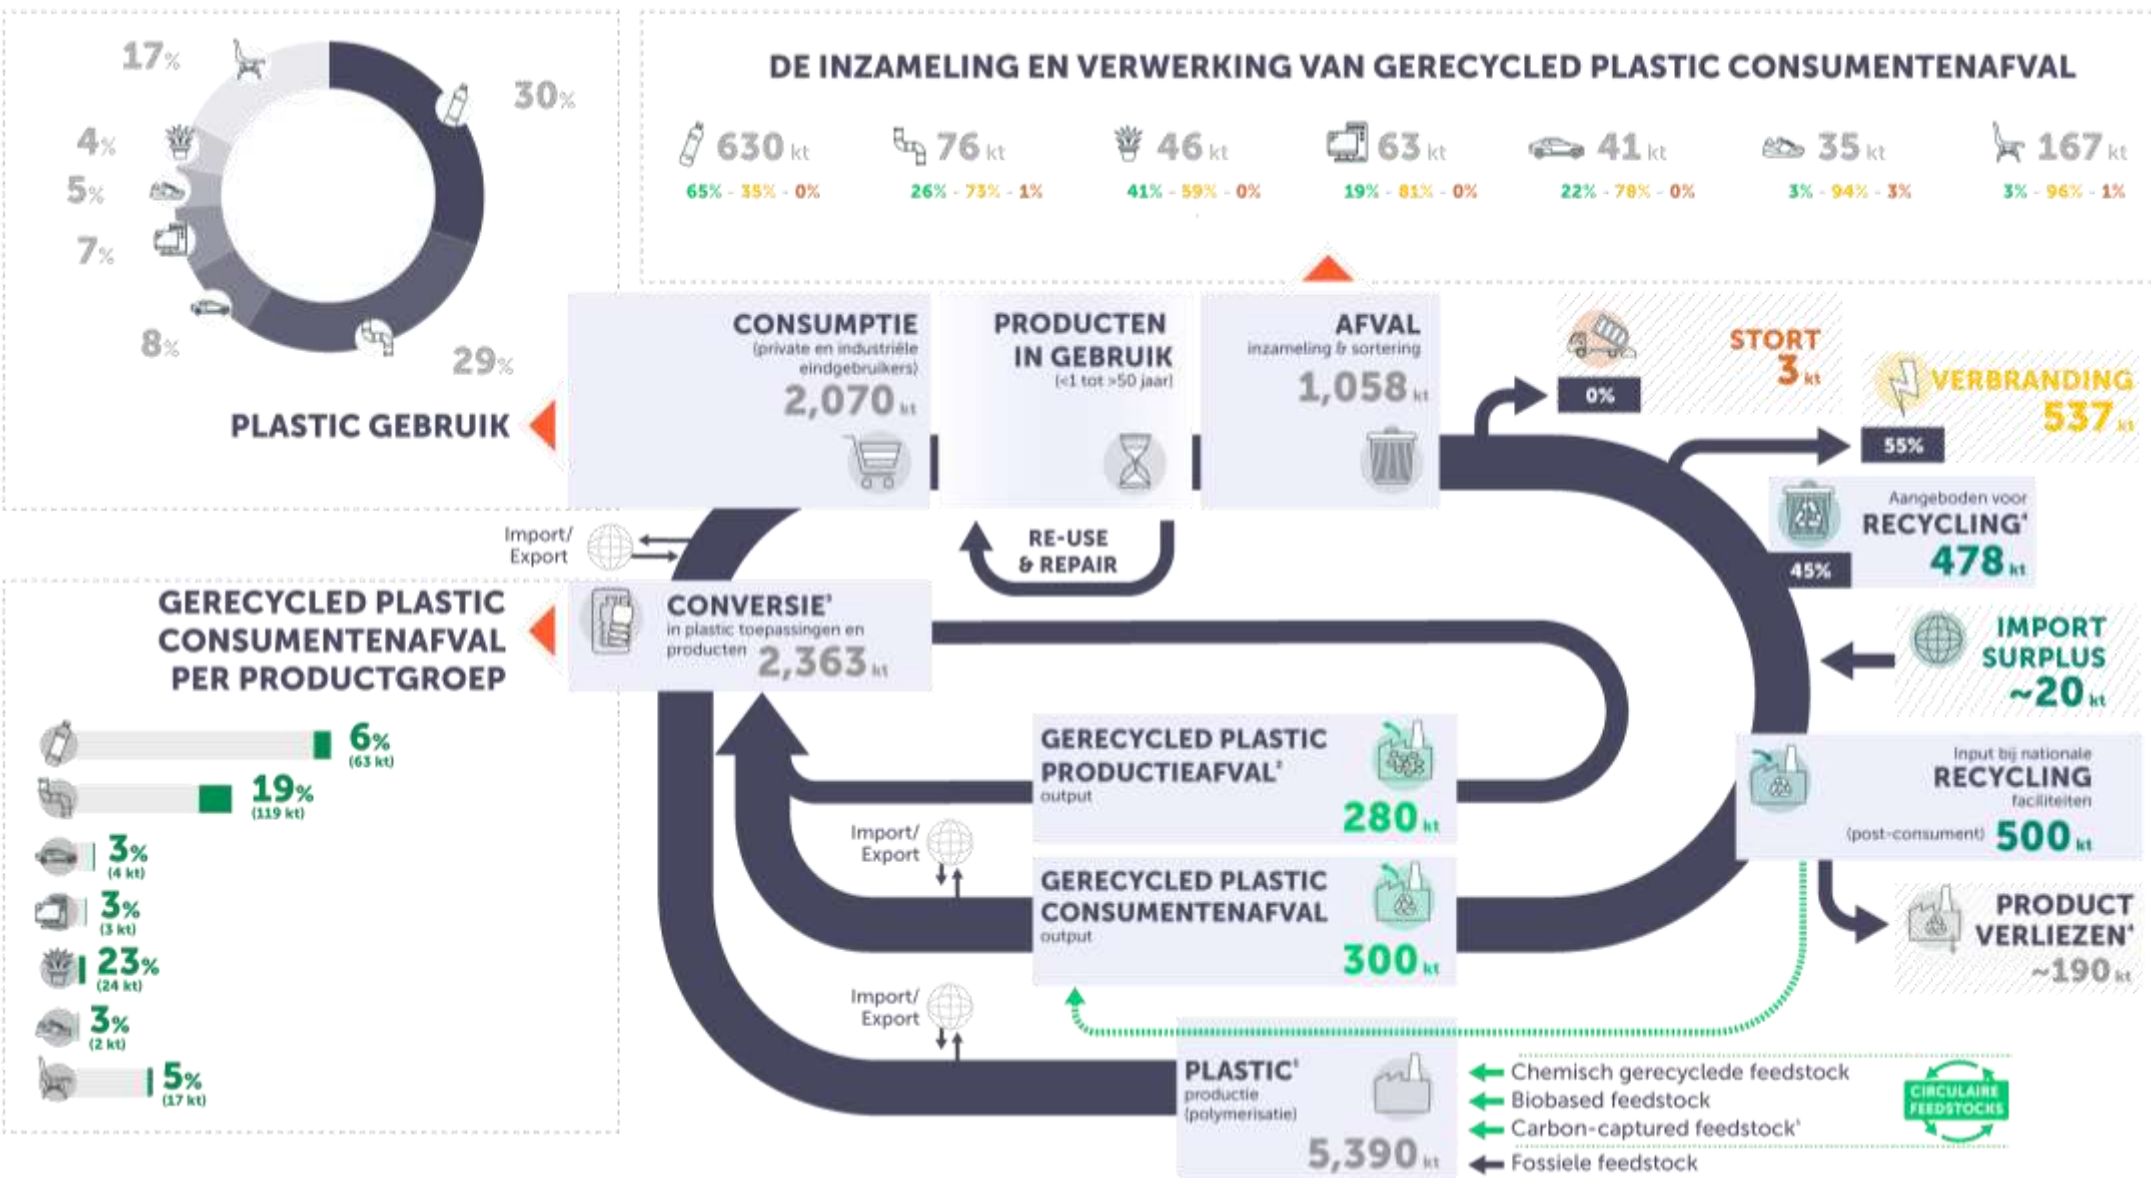 17%
30%
4%
5%
7%
8%
29%
PLASTIC GEBRUIK
DE INZAMELING EN VERWERKING VAN GERECYCLED PLASTIC CONSUMENTENAFVAL
630 kt
76 kt
46 kt
63 kt
41 kt
35 kt
167 kt
65% - 35% - 0%
26% - 73% - 1%
41% - 59% - 0%
19% - 81% - 0%
22% - 78% - 0%
3% - 94% - 3%
3% - 96% - 1%
CONSUMPTIE
(private en industriële
eindgebruikers)
2,070 kt
PRODUCTEN
IN GEBRUIK
(<1 tot >50 jaar)
AFVAL
inzameling & sortering
1,058 kt
STORT
3 kt
0%
VERBRANDING
537 kt
55%
Aangeboden voor
RECYCLING⁴
478 kt
45%
Import/
Export
RE-USE
& REPAIR
GERECYCLED PLASTIC
CONSUMENTENAFVAL
PER PRODUCTGROEP
CONVERSIE³
in plastic toepassingen en
producten 2,363 kt
IMPORT
SURPLUS
~20 kt
6%
(63 kt)
19%
(119 kt)
3%
(4 kt)
3%
(3 kt)
23%
(24 kt)
3%
(2 kt)
5%
(17 kt)
GERECYCLED PLASTIC
PRODUCTIEAFVAL²
output
280 kt
Input bij nationale
RECYCLING
faciliteiten
(post-consument) 500 kt
Import/
Export
GERECYCLED PLASTIC
CONSUMENTENAFVAL
output
300 kt
PRODUCT
VERLIEZEN⁴
~190 kt
Import/
Export
PLASTIC¹
productie
(polymerisatie)
5,390 kt
Chemisch gerecyclede feedstock
Biobased feedstock
Carbon-captured feedstock⁵
Fossiele feedstock
CIRCULAIRE
FEEDSTOCKS